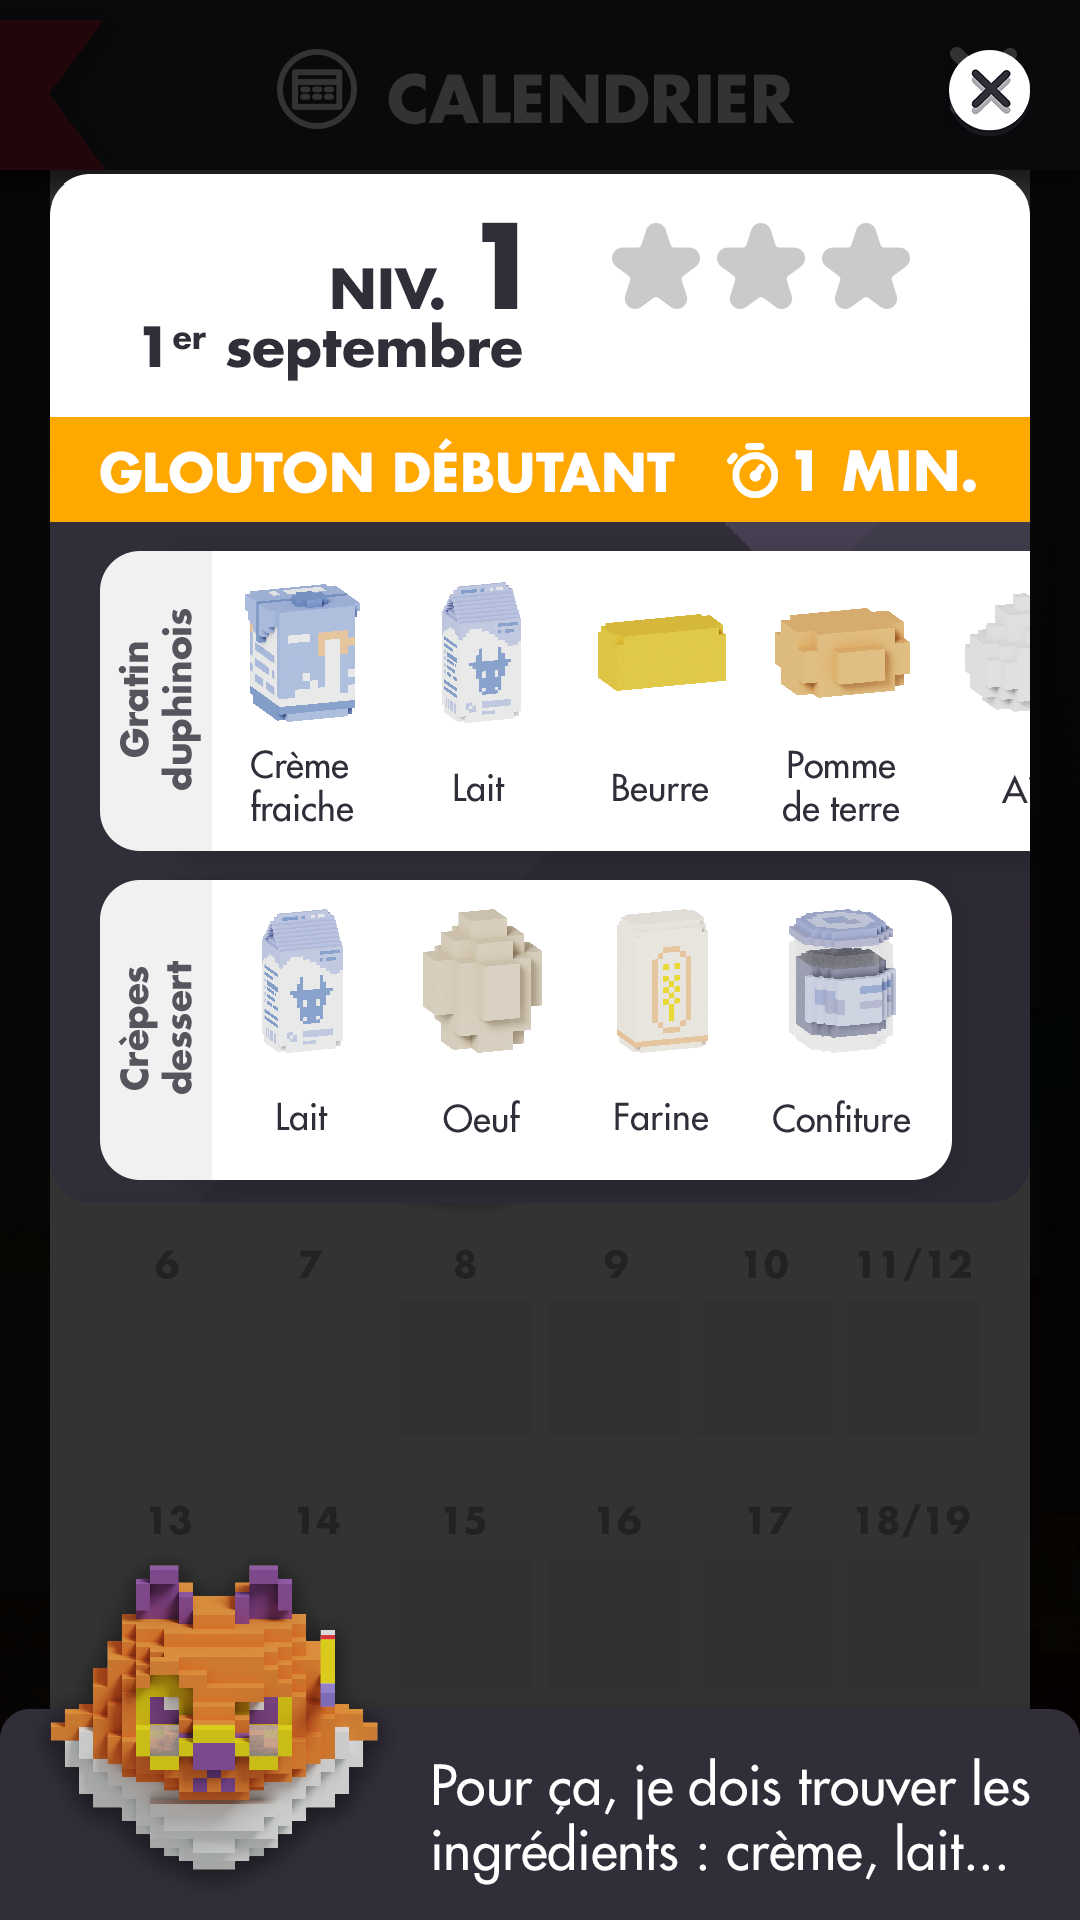 CALENDRIER
NIV. 1
1er septembre
GLOUTON DÉBUTANT 1 MIN.
Gratin
duphinois
Crème
fraiche
Lait
Beurre
Pomme
de terre
Crèpes
dessert
Lait
Oeuf
Farine
Confiture
6 7 8 9 10 11/12
13 14 15 16 17 18/19
Pour ça, je dois trouver les
ingrédients : crème, lait...